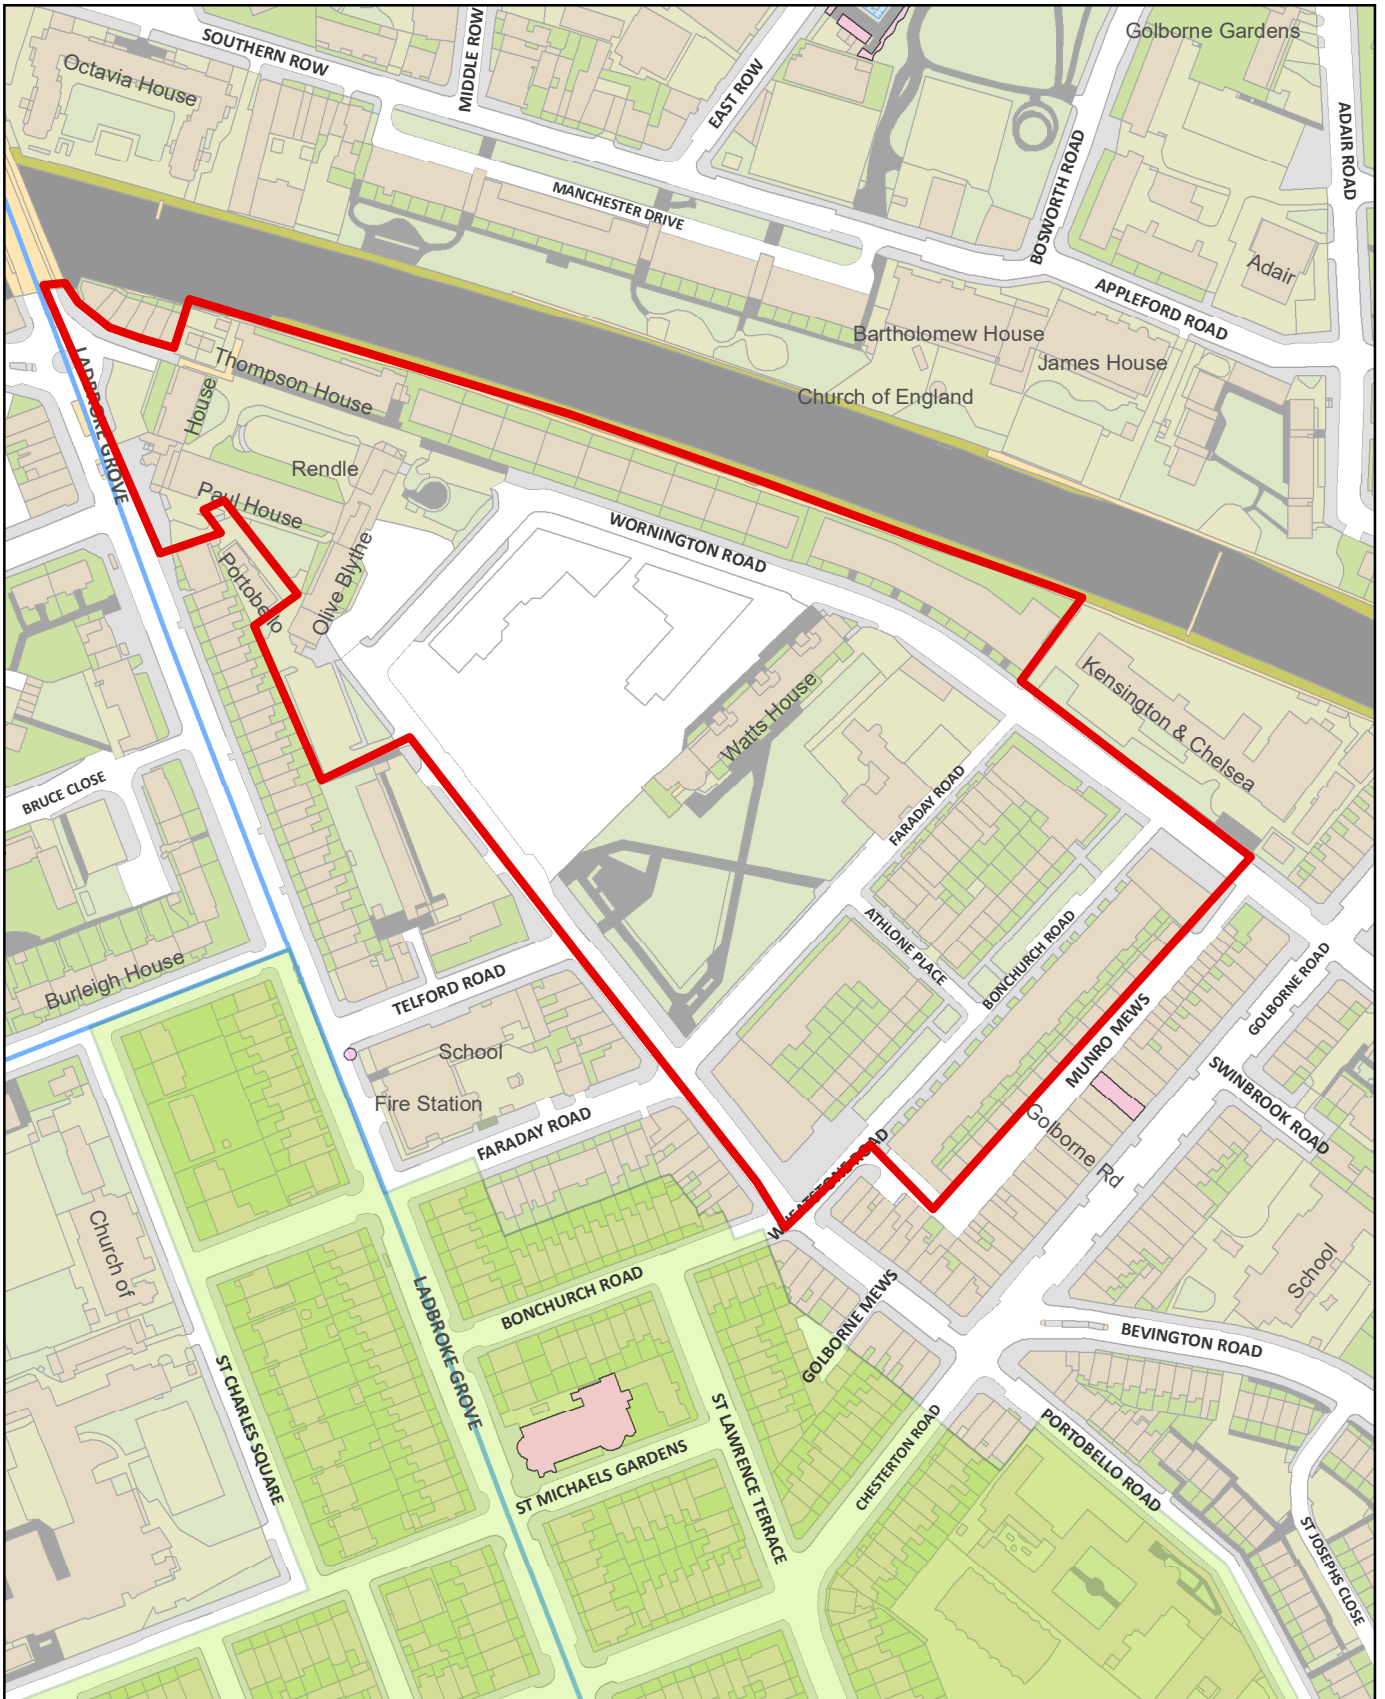 Golborne Gardens
SOUTHERN ROW
MIDDLE ROW
Octavia House
EAST ROW
ADAIR ROAD
BOSWORTH ROAD
MANCHESTER DRIVE
Adair
APPLEFORD ROAD
Bartholomew House
James House
Church of England
LADBROKE GROVE
Thompson House
House
Rendle
Paul House
WORNINGTON ROAD
Portobello
Olive Blythe
Kensington & Chelsea
Watts House
BRUCE CLOSE
FARADAY ROAD
ATHLONE PLACE
BONCHURCH ROAD
GOLBORNE ROAD
Burleigh House
TELFORD ROAD
MUNRO MEWS
School
SWINBROOK ROAD
Fire Station
FARADAY ROAD
Golborne Rd
WHEATSTONE ROAD
Church of
School
BONCHURCH ROAD
GOLBORNE MEWS
LADBROKE GROVE
BEVINGTON ROAD
ST CHARLES SQUARE
ST LAWRENCE TERRACE
CHESTERTON ROAD
PORTOBELLO ROAD
ST MICHAELS GARDENS
ST JOSEPHS CLOSE